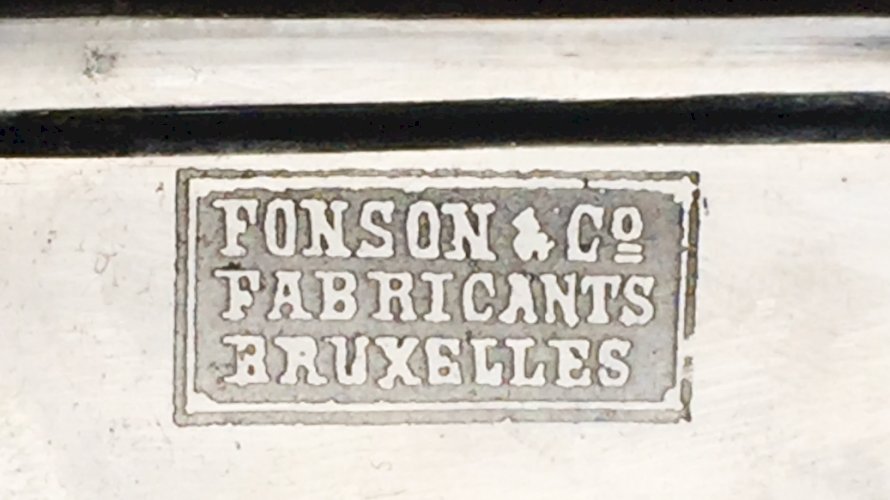 FONSON & Cº
FABRICANTS
BRUXELLES